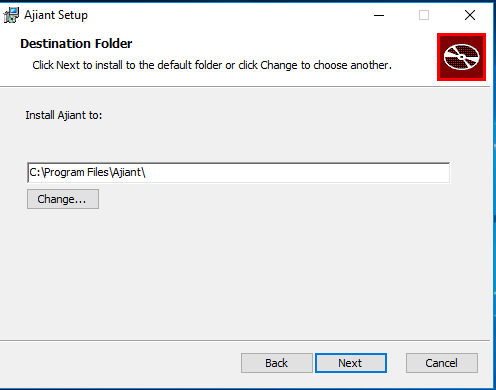 Ajiant Setup
Destination Folder
Click Next to install to the default folder or click Change to choose another.
Install Ajiant to:
C:\Program Files\Ajiant\
Change...
Back Next Cancel